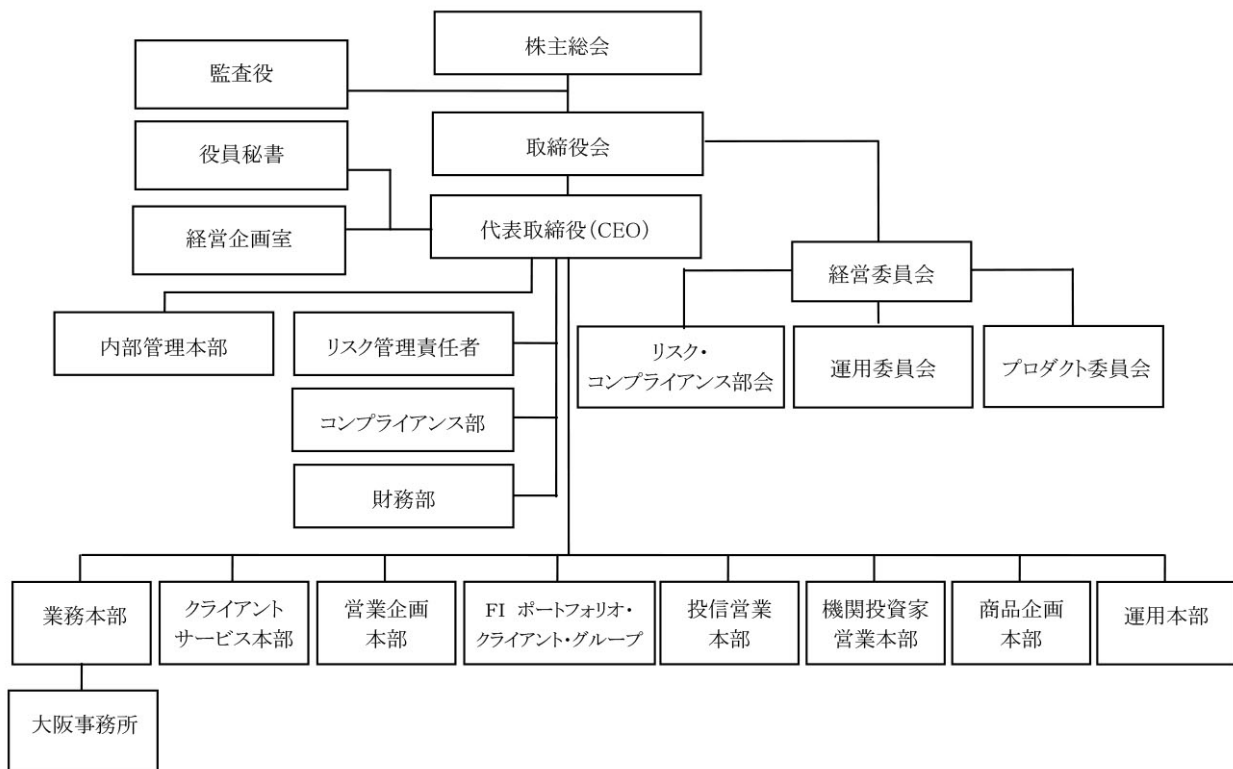 株主総会
監査役
取締役会
役員秘書
代表取締役(CEO)
経営企画室
経営委員会
内部管理本部
リスク管理責任者
リスク・
コンプライアンス部会
運用委員会
プロダクト委員会
コンプライアンス部
財務部
業務本部
クライアント
サービス本部
営業企画
本部
FI ポートフォリオ・
クライアント・グループ
投信営業
本部
機関投資家
営業本部
商品企画
本部
運用本部
大阪事務所